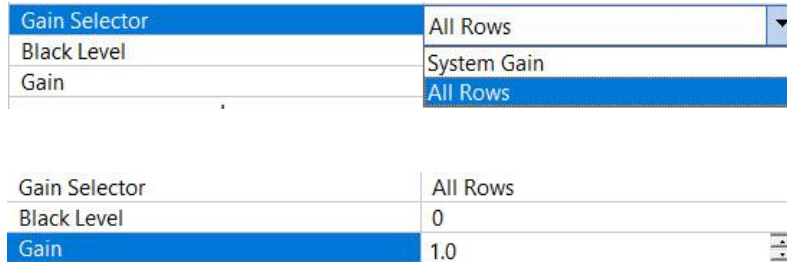 Gain Selector All Rows
Black Level System Gain
Gain All Rows
Gain Selector All Rows
Black Level 0
Gain 1.0